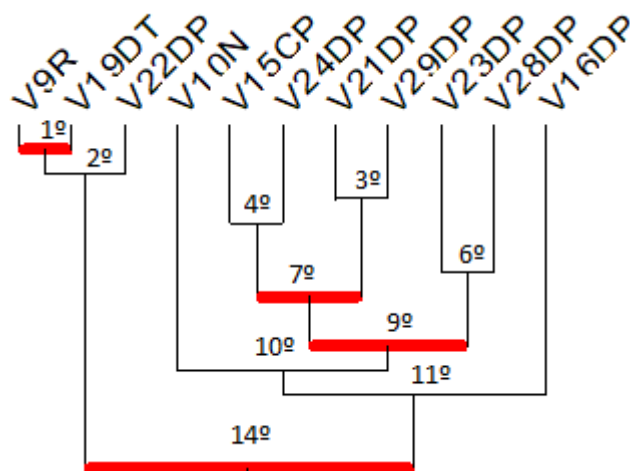 V9R V19DT V22DP V10N V15CP V24DP V21DP V29DP V23DP V28DP V16DP
1º
2º
3º
4º
6º
7º
9º
10º
11º
14º